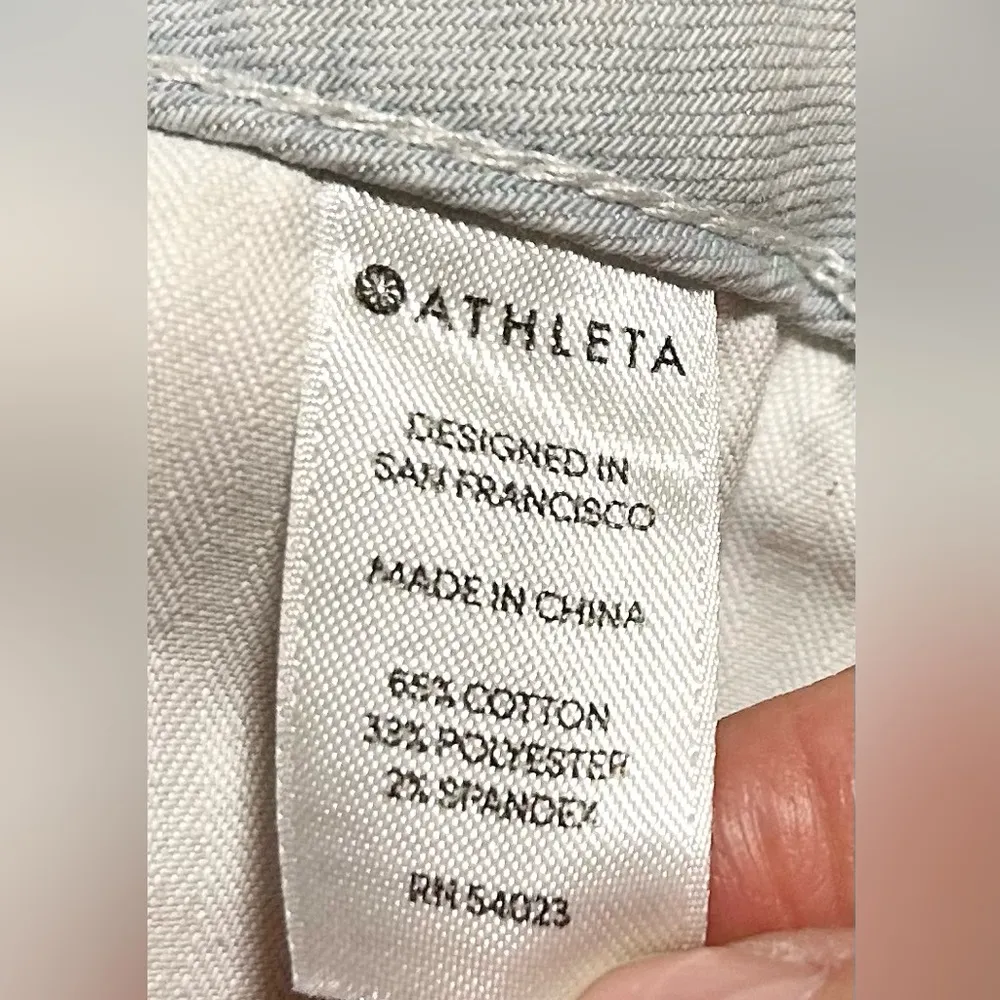 ATHLETA
DESIGNED IN
SAN FRANCISCO
MADE IN CHINA
65% COTTON
33% POLYESTER
2% SPANDEX
RN 54023